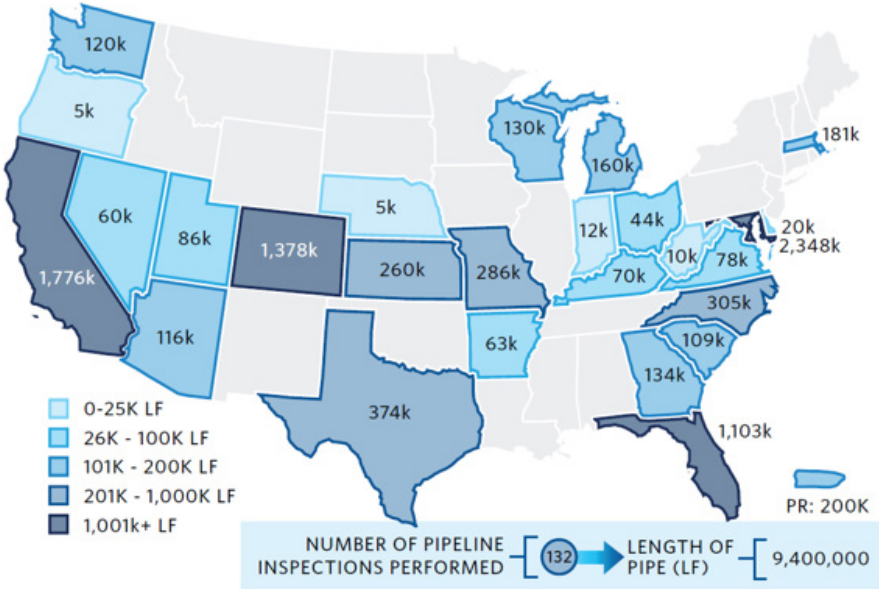 120k
5k
130k
181k
160k
5k
60k
86k
12k
44k
20k
1,378k
10k
2,348k
78k
1,776k
260k
286k
70k
305k
116k
63k
109k
134k
374k
1,103k
0-25K LF
26K - 100K LF
101K - 200K LF
201K - 1,000K LF
1,001k+ LF
PR: 200K
NUMBER OF PIPELINE
INSPECTIONS PERFORMED
132
LENGTH OF
PIPE (LF)
9,400,000